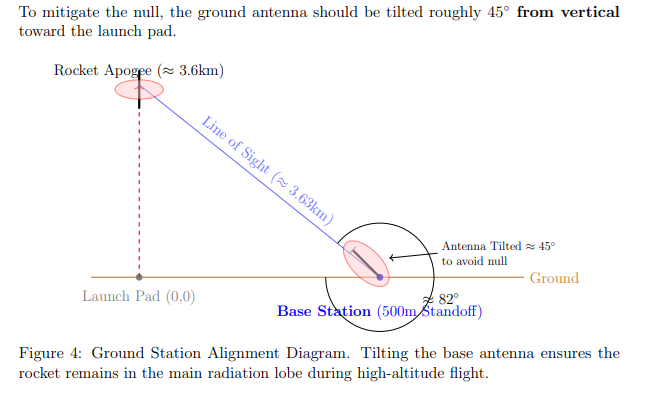 To mitigate the null, the ground antenna should be tilted roughly 45° from vertical
toward the launch pad.
Rocket Apogee (≈ 3.6km)
Line of Sight (≈ 3.63km)
Antenna Tilted ≈ 45°
to avoid null
Ground
Launch Pad (0,0)
≈ 82°
Base Station (500m Standoff)
Figure 4: Ground Station Alignment Diagram. Tilting the base antenna ensures the
rocket remains in the main radiation lobe during high-altitude flight.